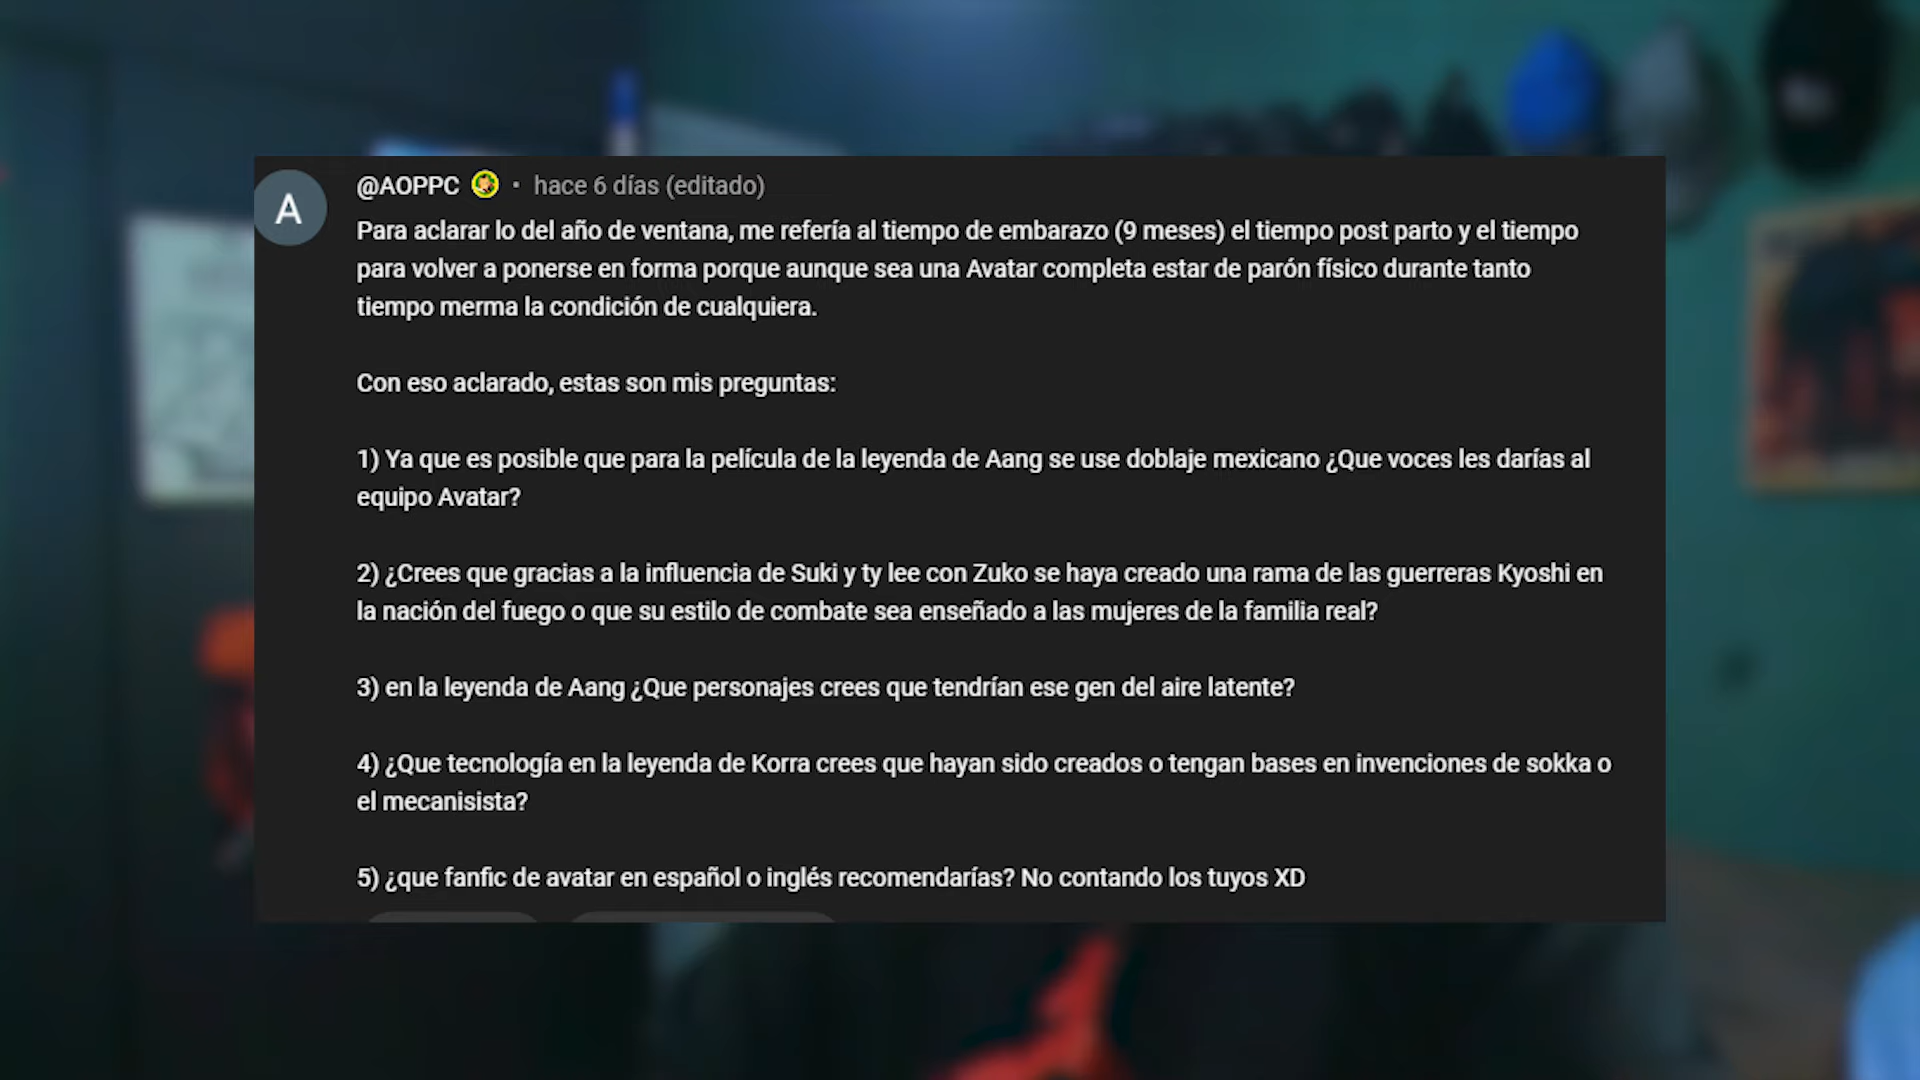 A
@AOPPC • hace 6 días (editado)
Para aclarar lo del año de ventana, me refería al tiempo de embarazo (9 meses) el tiempo post parto y el tiempo
para volver a ponerse en forma porque aunque sea una Avatar completa estar de parón físico durante tanto
tiempo merma la condición de cualquiera.
Con eso aclarado, estas son mis preguntas:
1) Ya que es posible que para la película de la leyenda de Aang se use doblaje mexicano ¿Que voces les darías al
equipo Avatar?
2) ¿Crees que gracias a la influencia de Suki y ty lee con Zuko se haya creado una rama de las guerreras Kyoshi en
la nación del fuego o que su estilo de combate sea enseñado a las mujeres de la familia real?
3) en la leyenda de Aang ¿Que personajes crees que tendrían ese gen del aire latente?
4) ¿Que tecnología en la leyenda de Korra crees que hayan sido creados o tengan bases en invenciones de sokka o
el mecanisista?
5) ¿que fanfic de avatar en español o inglés recomendarías? No contando los tuyos XD